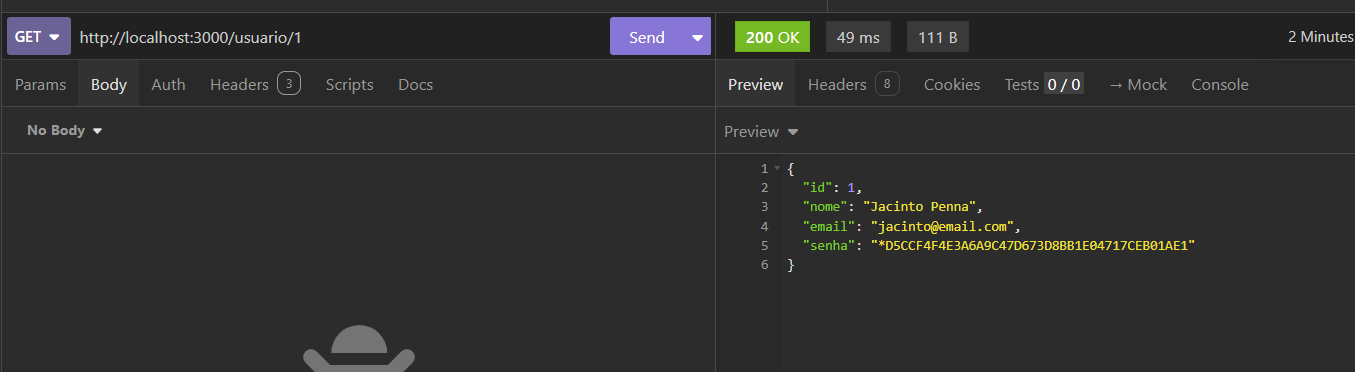 GET http://localhost:3000/usuario/1 Send
200 OK 49 ms 111 B 2 Minutes
Params Body Auth Headers 3 Scripts Docs
Preview Headers 8 Cookies Tests 0 / 0 → Mock Console
No Body
Preview
1 {
2 "id": 1,
3 "nome": "Jacinto Penna",
4 "email": "jacinto@email.com",
5 "senha": "*D5CCF4F4E3A6A9C47D673D8BB1E04717CEB01AE1"
6 }